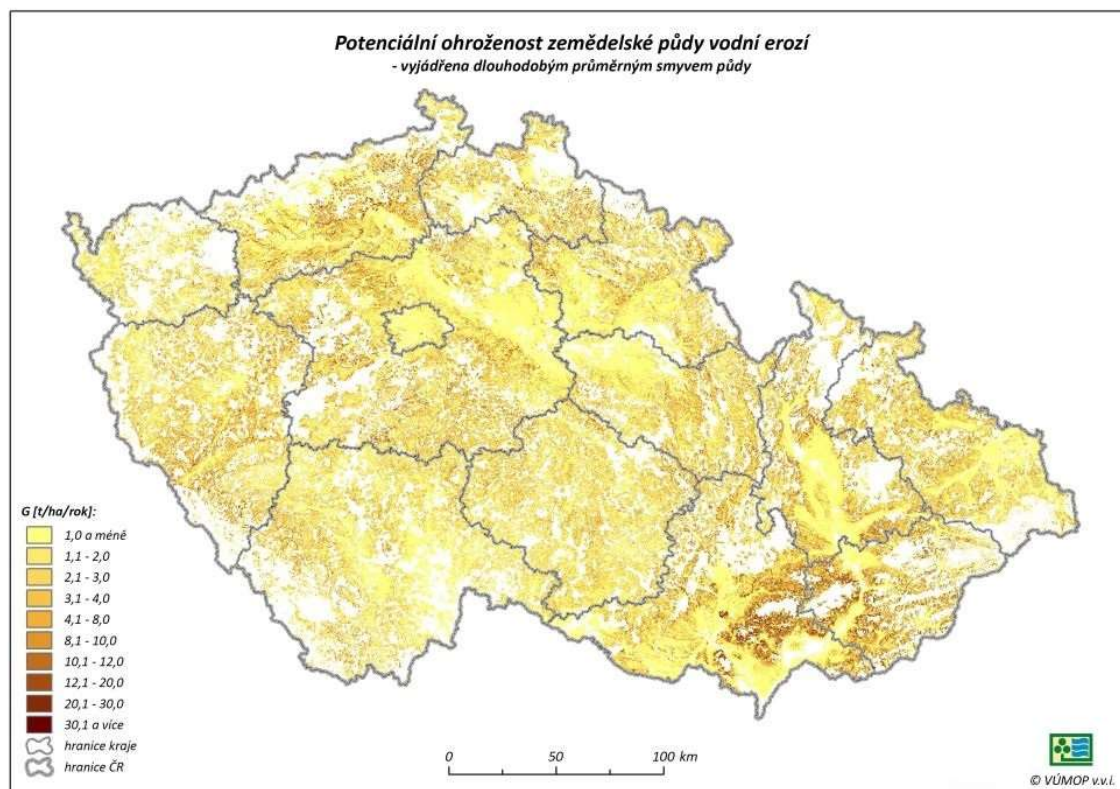 Potenciální ohroženost zemědelské půdy vodní erozí
- vyjádřena dlouhodobým průměrným smyvem půdy
G [t/ha/rok]:
1,0 a méně
1,1 - 2,0
2,1 - 3,0
3,1 - 4,0
4,1 - 8,0
8,1 - 10,0
10,1 - 12,0
12,1 - 20,0
20,1 - 30,0
30,1 a více
hranice kraje
hranice ČR
0 50 100 km
© VÚMOP v.v.i.